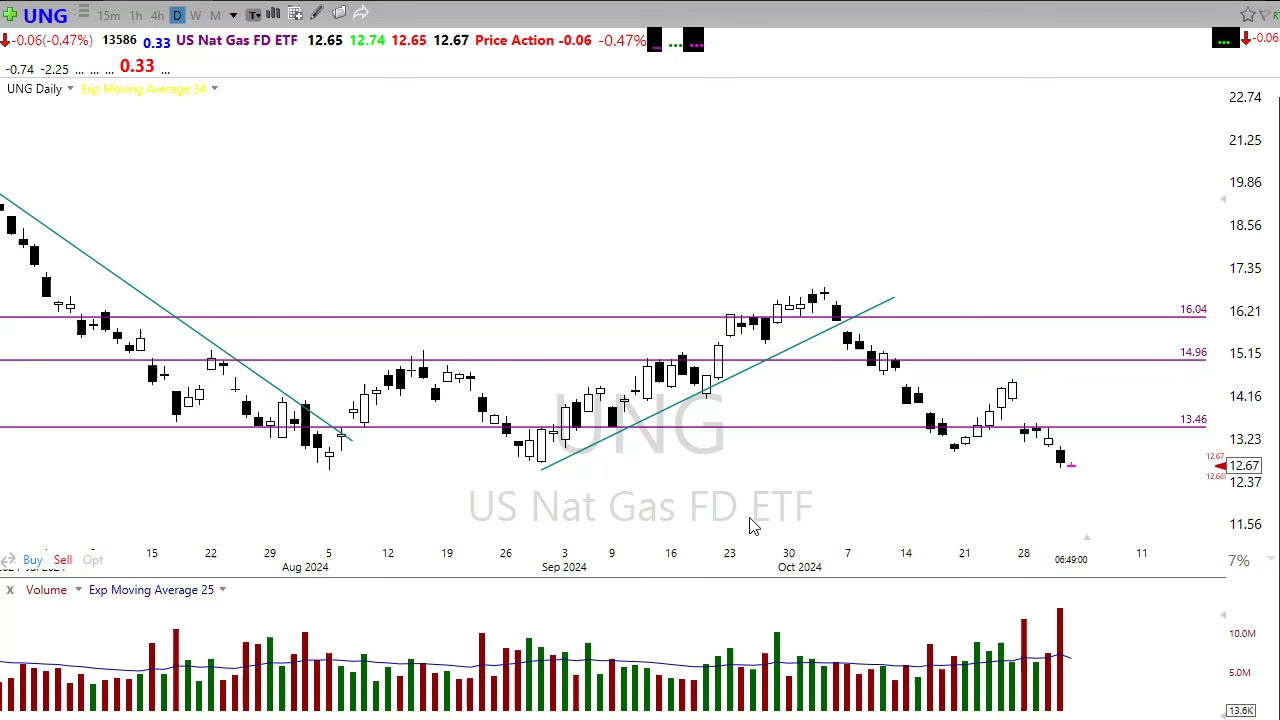 UNG 15m 1h 4h D W M T
-0.06(-0.47%) 13586 0.33 US Nat Gas FD ETF 12.65 12.74 12.65 12.67 Price Action -0.06 -0.47% ... ... ... ... -0.06
-0.74 -2.25 ... ... ... 0.33 ...
UNG Daily Exp Moving Average 34
22.74
21.25
19.86
18.56
17.35
16.04
16.21
14.96
15.15
14.16
13.46
13.23
UNG
12.67
12.67
12.37
US Nat Gas FD ETF
11.56
15 22 29 5 12 19 26 3 9 16 23 30 7 14 21 28 11
Buy Sell Opt
Aug 2024 Sep 2024 Oct 2024 06:49:00 7%
X Volume Exp Moving Average 25
10.0M
5.0M
13.6K